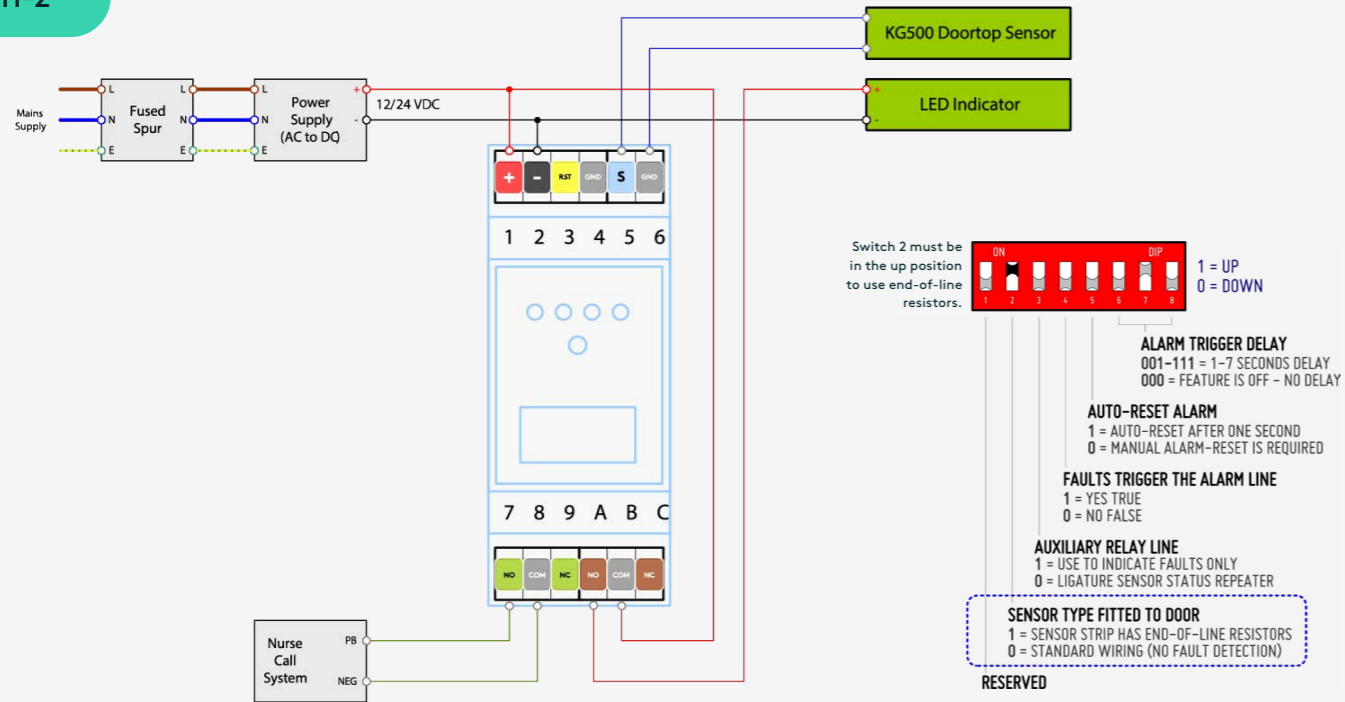 KG500 Doortop Sensor
LED Indicator
+
-
Mains
Supply
L
N
E
Fused
Spur
L
N
E
L
N
E
Power
Supply
(AC to DC)
+
-
12/24 VDC
+ - RST GND S GND
1 2 3 4 5 6
7 8 9 A B C
NO COM NC NO COM NC
Nurse
Call
System
PB
NEG
Switch 2 must be
in the up position
to use end-of-line
resistors.
ON DIP
1 2 3 4 5 6 7 8
1 = UP
0 = DOWN
ALARM TRIGGER DELAY
001-111 = 1-7 SECONDS DELAY
000 = FEATURE IS OFF - NO DELAY
AUTO-RESET ALARM
1 = AUTO-RESET AFTER ONE SECOND
0 = MANUAL ALARM-RESET IS REQUIRED
FAULTS TRIGGER THE ALARM LINE
1 = YES TRUE
0 = NO FALSE
AUXILIARY RELAY LINE
1 = USE TO INDICATE FAULTS ONLY
0 = LIGATURE SENSOR STATUS REPEATER
SENSOR TYPE FITTED TO DOOR
1 = SENSOR STRIP HAS END-OF-LINE RESISTORS
0 = STANDARD WIRING (NO FAULT DETECTION)
RESERVED